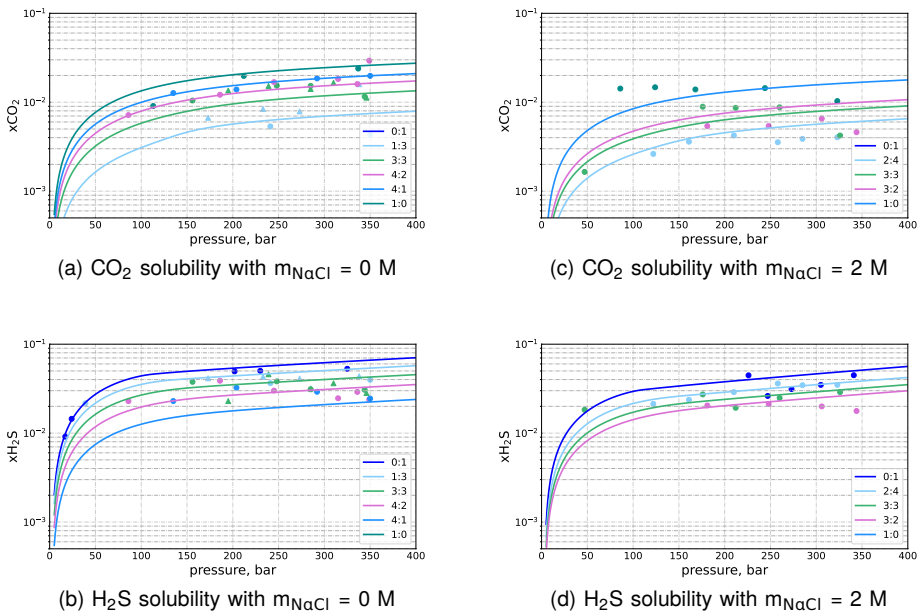 10⁻¹
10⁻²
10⁻³
xCO₂
0 50 100 150 200 250 300 350 400
pressure, bar
0:1
1:3
3:3
4:2
4:1
1:0
(a) CO₂ solubility with m_NaCl = 0 M
10⁻¹
10⁻²
10⁻³
xCO₂
0 50 100 150 200 250 300 350 400
pressure, bar
0:1
2:4
3:3
3:2
1:0
(c) CO₂ solubility with m_NaCl = 2 M
10⁻¹
10⁻²
10⁻³
xH₂S
0 50 100 150 200 250 300 350 400
pressure, bar
0:1
1:3
3:3
4:2
4:1
1:0
(b) H₂S solubility with m_NaCl = 0 M
10⁻¹
10⁻²
10⁻³
xH₂S
0 50 100 150 200 250 300 350 400
pressure, bar
0:1
2:4
3:3
3:2
1:0
(d) H₂S solubility with m_NaCl = 2 M